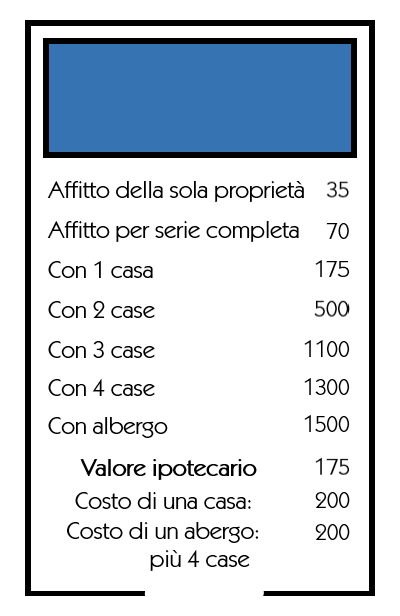 Affitto della sola proprietà 35
Affitto per serie completa 70
Con 1 casa 175
Con 2 case 500
Con 3 case 1100
Con 4 case 1300
Con albergo 1500
Valore ipotecario 175
Costo di una casa: 200
Costo di un abergo: 200
più 4 case